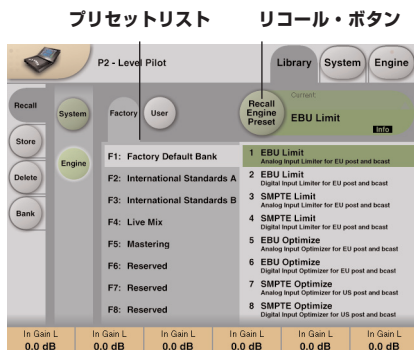 プリセットリスト
リコール・ボタン
P2 - Level Pilot
Library
System
Engine
Recall
Store
Delete
Bank
System
Engine
Factory
User
Recall
Engine
Preset
Current:
EBU Limit
Info
F1: Factory Default Bank
F2: International Standards A
F3: International Standards B
F4: Live Mix
F5: Mastering
F6: Reserved
F7: Reserved
F8: Reserved
1 EBU Limit
Analog Input Limiter for EU post and bcast
2 EBU Limit
Digital Input Limiter for EU post and bcast
3 SMPTE Limit
Analog Input Limiter for EU post and bcast
4 SMPTE Limit
Digital Input Limiter for EU post and bcast
5 EBU Optimize
Analog Input Optimizer for EU post and bcast
6 EBU Optimize
Digital Input Optimizer for EU post and bcast
7 SMPTE Optimize
Analog Input Optimizer for US post and bcast
8 SMPTE Optimize
Digital Input Optimizer for US post and bcast
In Gain L
0.0 dB
In Gain L
0.0 dB
In Gain L
0.0 dB
In Gain L
0.0 dB
In Gain L
0.0 dB
In Gain L
0.0 dB